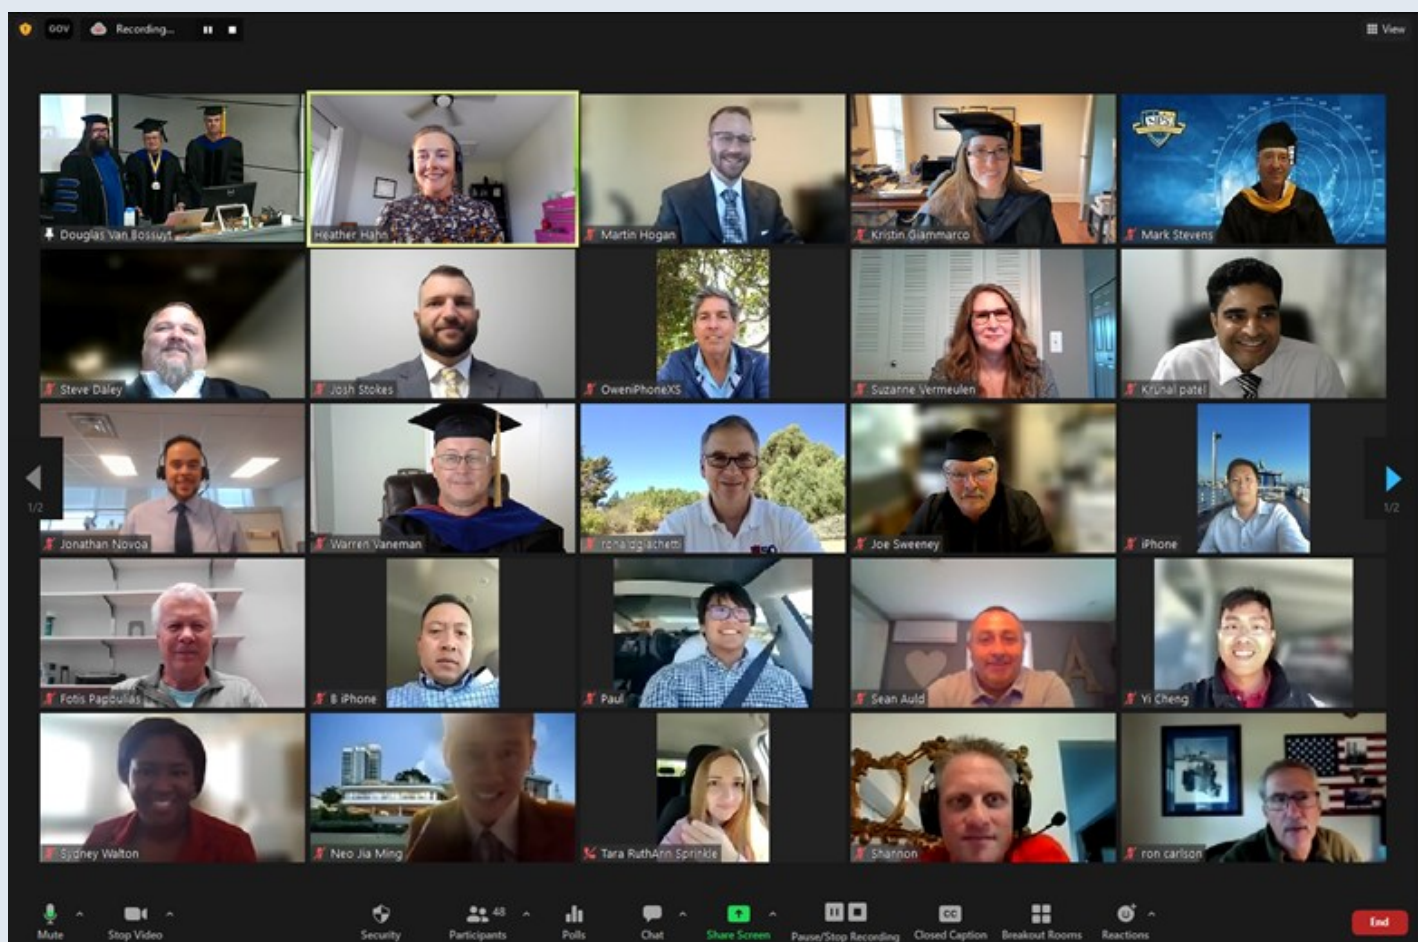 GOV Recording... View
Douglas Van Bossuyt
Heather Hahn
Martin Hogan
Kristin Giammarco
NPS
Mark Stevens
Steve Daley
Josh Stokes
OweniPhoneXS
Suzanne Vermeulen
Krunal patel
1/2
Jonathan Novoa
Warren Vaneman
ronaldgiachetti
Joe Sweeney
iPhone
1/2
Fotis Papoulias
B iPhone
Paul
A
Sean Auld
Yi Cheng
Sydney Walton
Neo Jia Ming
Tara RuthAnn Sprinkle
Shannon
ron carlson
48
CC
Mute
Stop Video
Security
Participants
Polls
Chat
Share Screen
Pause/Stop Recording
Closed Caption
Breakout Rooms
Reactions
End